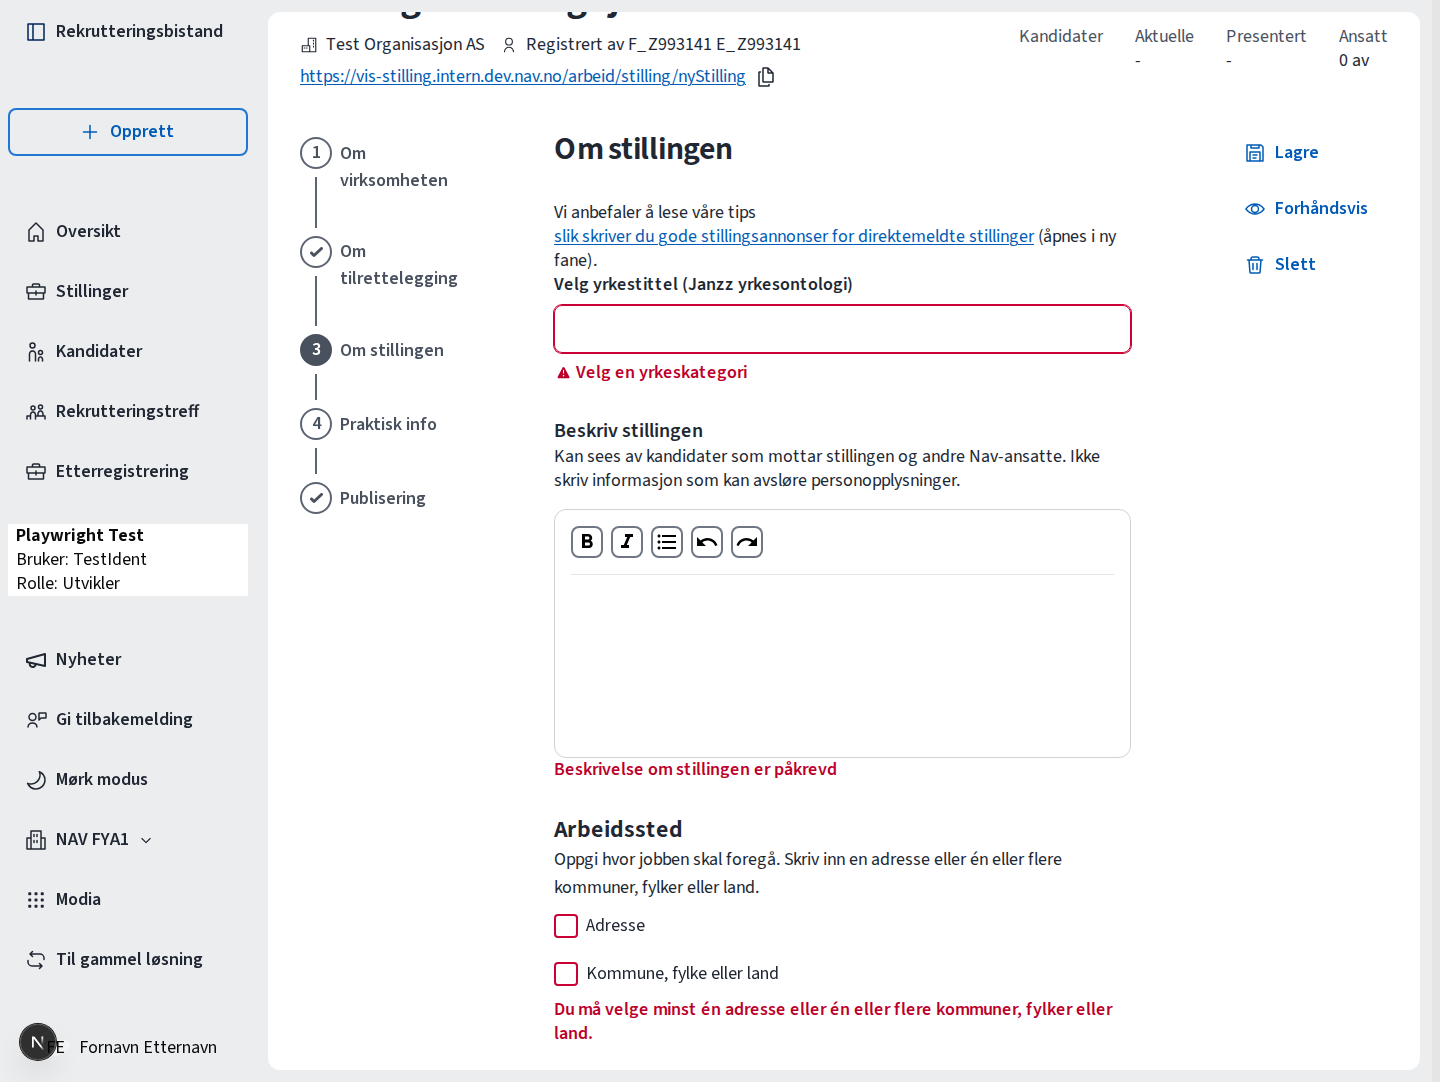 Rekrutteringsbistand
Opprett
Oversikt
Stillinger
Kandidater
Rekrutteringstreff
Etterregistrering
Playwright Test
Bruker: TestIdent
Rolle: Utvikler
Nyheter
Gi tilbakemelding
Mørk modus
NAV FYA1
Modia
Til gammel løsning
N
FE Fornavn Etternavn
Test Organisasjon AS Registrert av F_Z993141 E_Z993141
https://vis-stilling.intern.dev.nav.no/arbeid/stilling/nyStilling
Kandidater Aktuelle Presentert Ansatt
- - 0 av
1 Om
virksomheten
Om
tilrettelegging
3 Om stillingen
4 Praktisk info
Publisering
Om stillingen
Vi anbefaler å lese våre tips
slik skriver du gode stillingsannonser for direktemeldte stillinger (åpnes i ny
fane).
Velg yrkestittel (Janzz yrkesontologi)
Velg en yrkeskategori
Beskriv stillingen
Kan sees av kandidater som mottar stillingen og andre Nav-ansatte. Ikke
skriv informasjon som kan avsløre personopplysninger.
B I
Beskrivelse om stillingen er påkrevd
Arbeidssted
Oppgi hvor jobben skal foregå. Skriv inn en adresse eller én eller flere
kommuner, fylker eller land.
Adresse
Kommune, fylke eller land
Du må velge minst én adresse eller én eller flere kommuner, fylker eller
land.
Lagre
Forhåndsvis
Slett